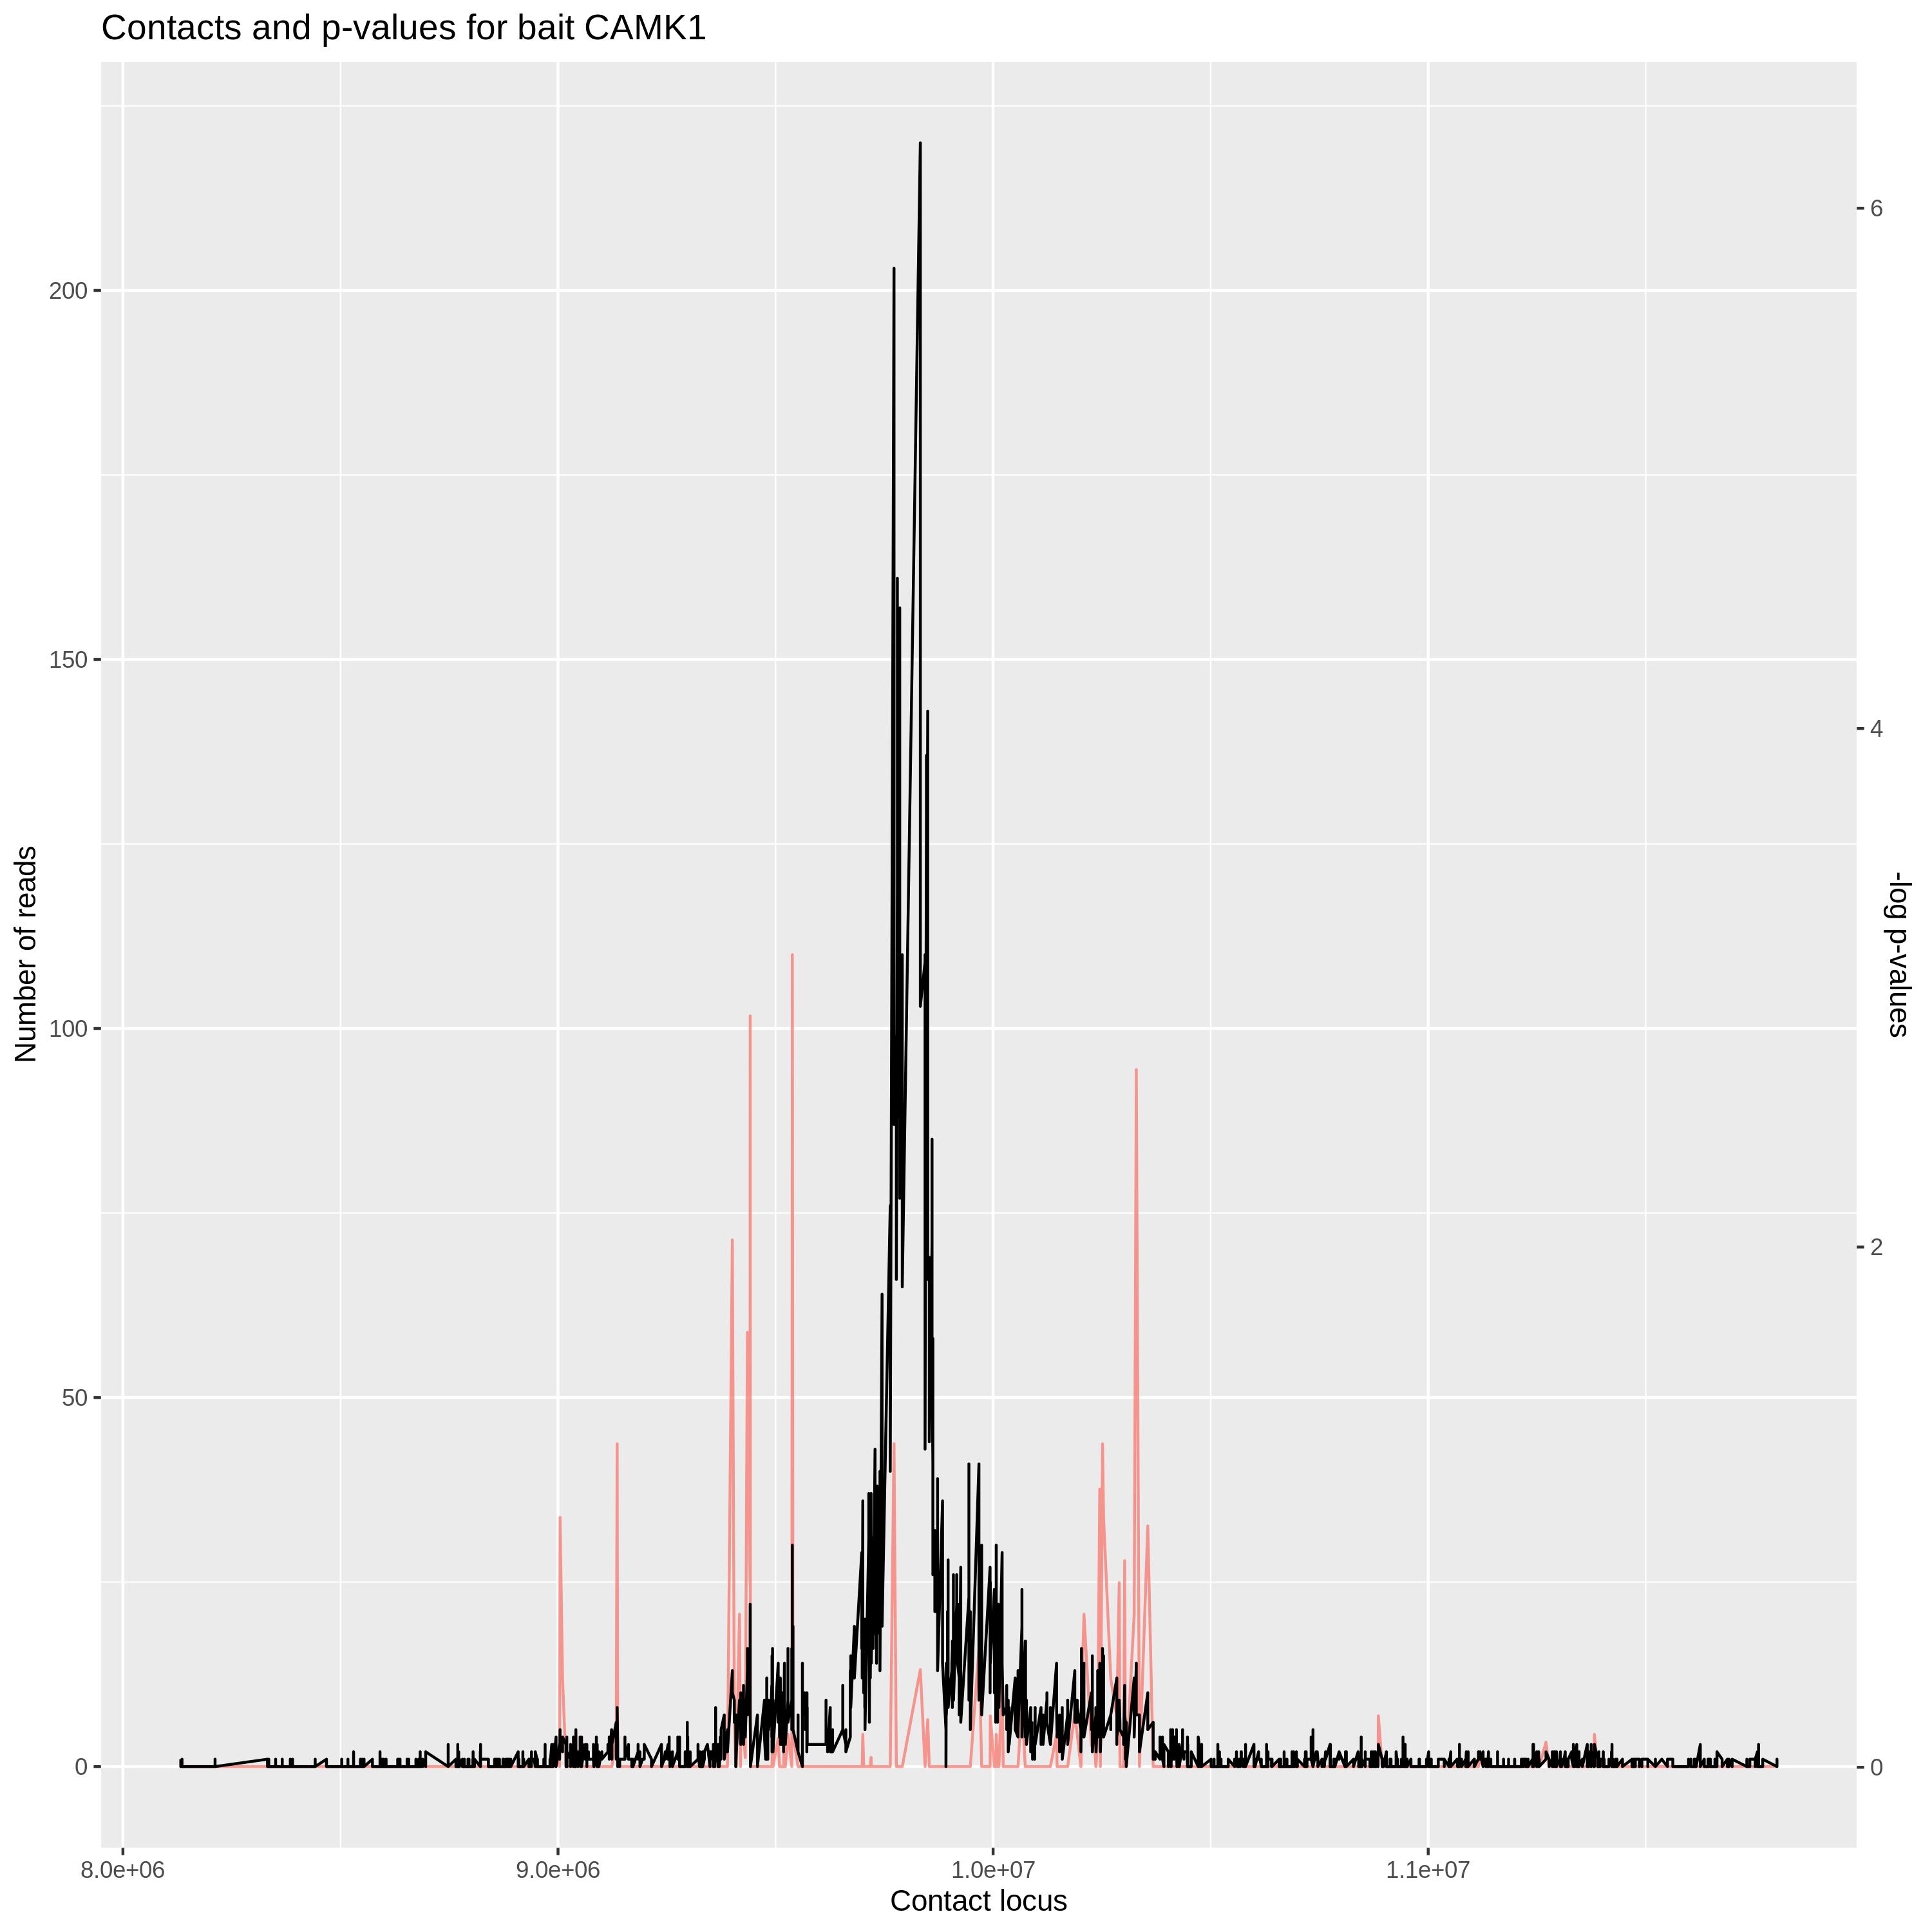 Contacts and p-values for bait CAMK1
200
150
100
50
0
Number of reads
6
4
2
0
-log p-values
8.0e+06
9.0e+06
1.0e+07
1.1e+07
Contact locus